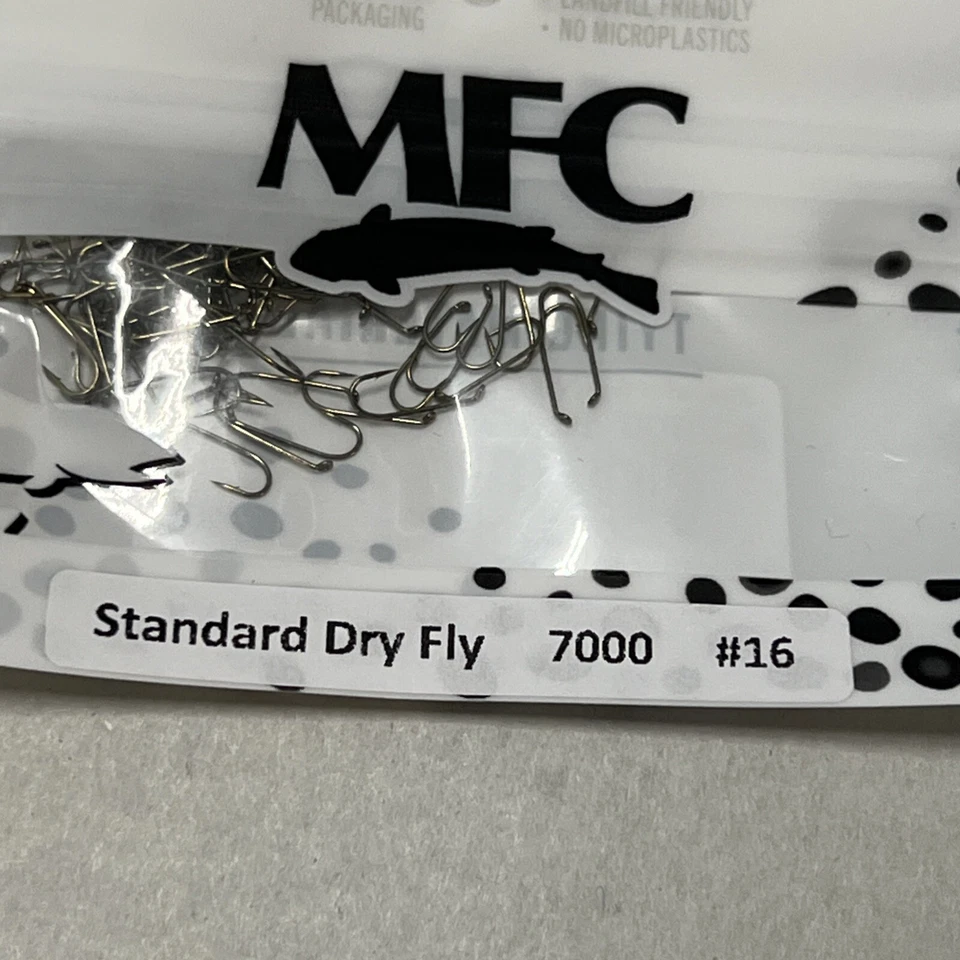 PACKAGING
LANDFILL FRIENDLY
• NO MICROPLASTICS
MFC
Standard Dry Fly 7000 #16